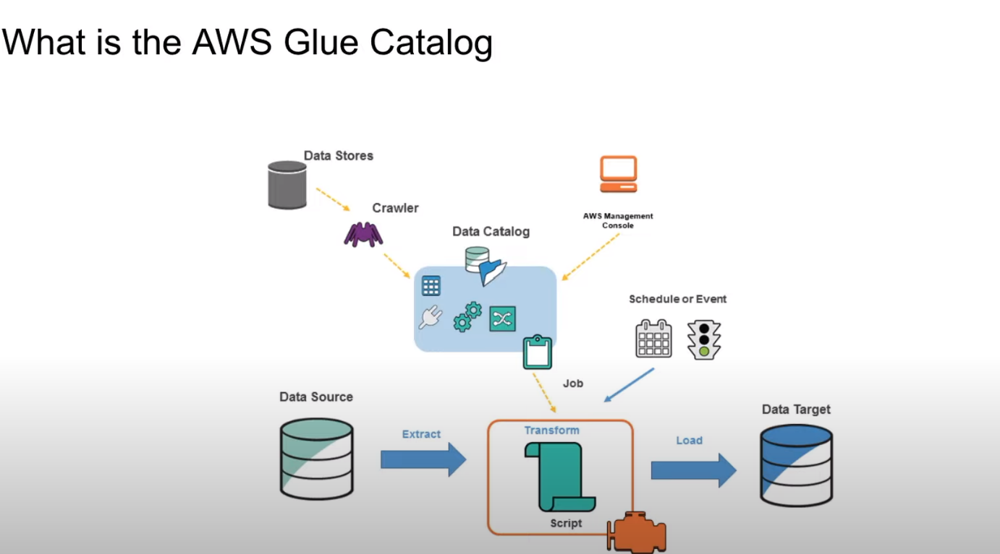 What is the AWS Glue Catalog
Data Stores
Crawler
Data Catalog
AWS Management
Console
Schedule or Event
Job
Data Source
Extract
Transform
Script
Load
Data Target